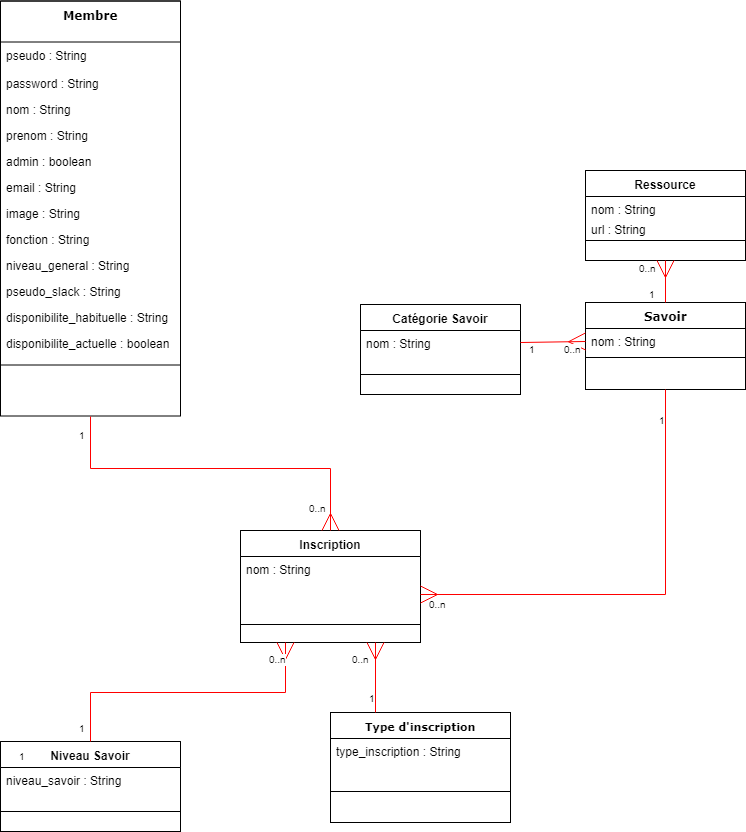 Membre
pseudo : String
password : String
nom : String
prenom : String
admin : boolean
email : String
image : String
fonction : String
niveau_general : String
pseudo_slack : String
disponibilite_habituelle : String
disponibilite_actuelle : boolean
1
Ressource
nom : String
url : String
0..n
1
Catégorie Savoir
nom : String
1
0..n
Savoir
nom : String
1
0..n
Inscription
nom : String
0..n
0..n
0..n
1
1
1
Niveau Savoir
niveau_savoir : String
Type d'inscription
type_inscription : String